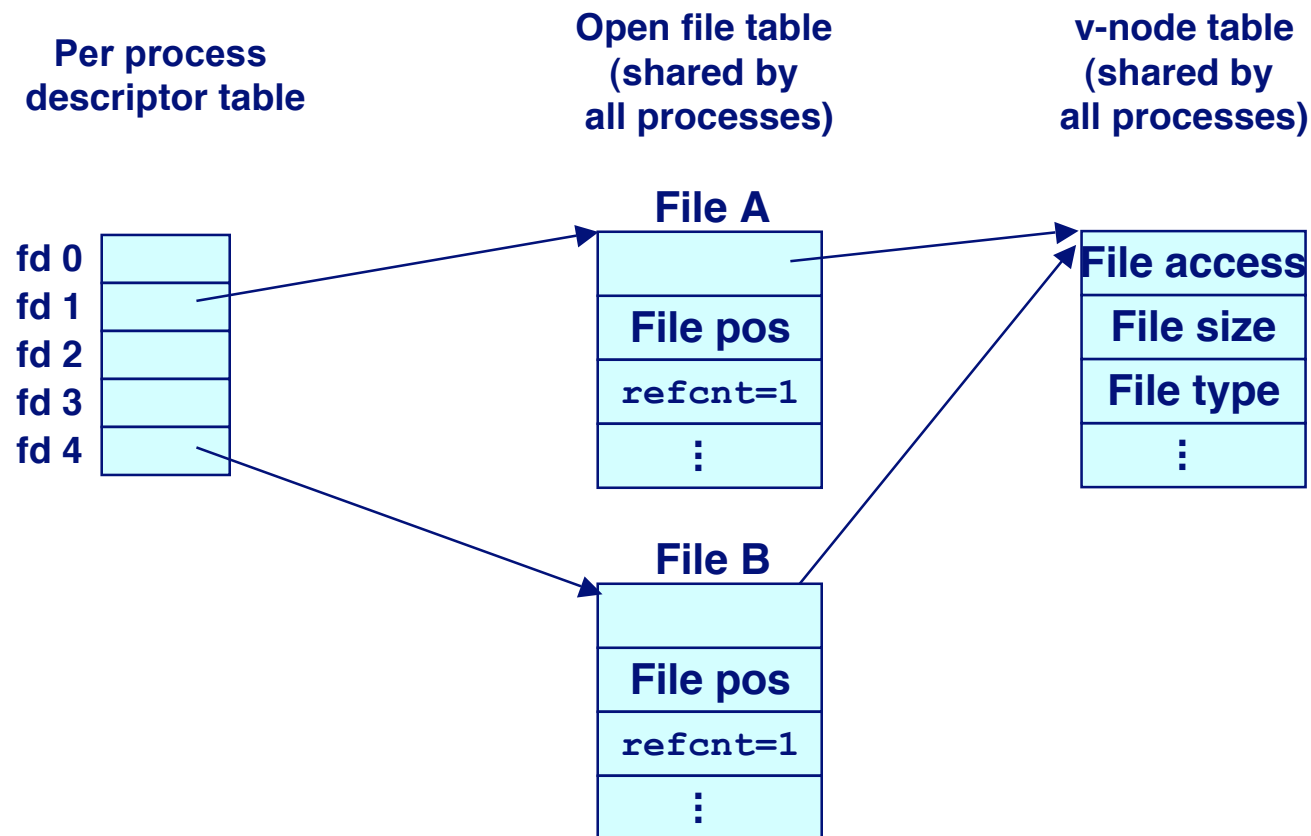 Per process
descriptor table
Open file table
(shared by
all processes)
v-node table
(shared by
all processes)
fd 0
fd 1
fd 2
fd 3
fd 4
File A
File pos
refcnt=1
⋮
File B
File pos
refcnt=1
⋮
File access
File size
File type
⋮